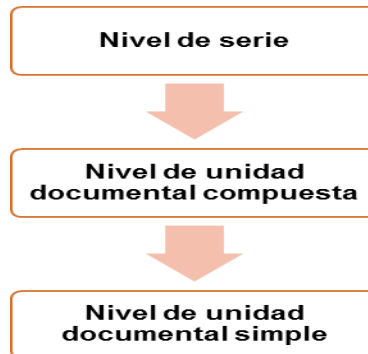 Nivel de serie
Nivel de unidad
documental compuesta
Nivel de unidad
documental simple